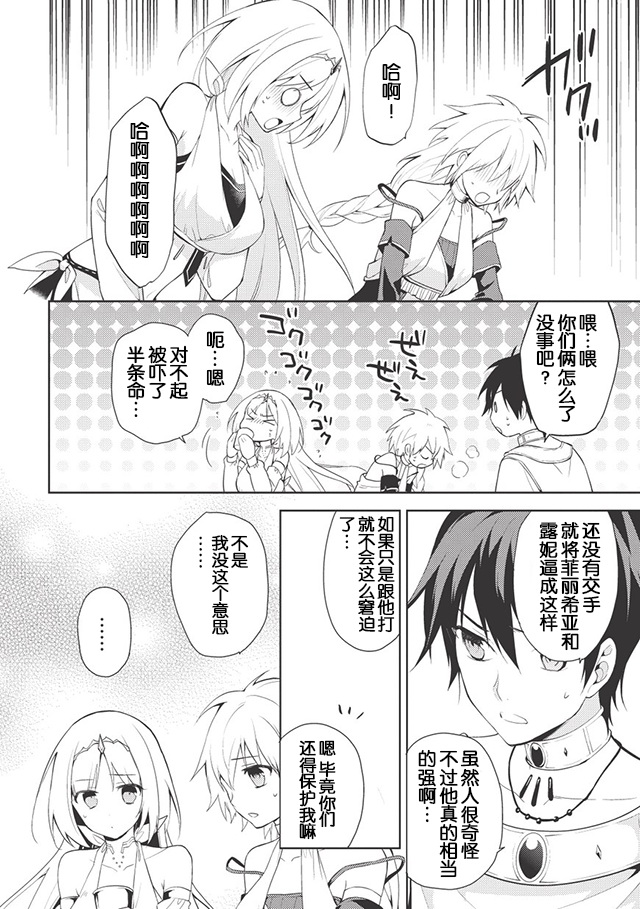 ガクッ
哈啊！
哈啊啊啊啊啊啊
喂…喂
你们俩怎么了
没事吧？
ゴクゴク
ゴクゴク
呃…嗯
对不起
被吓了
半条命…
还没有交手
就将菲丽希亚和
露妮逼成这样
虽然人很奇怪
不过他真的相当
的强啊…
如果只是跟他打
就不会这么窘迫
了…
嗯 毕竟你们
还得保护我嘛
不是
我没这个意思
……
……